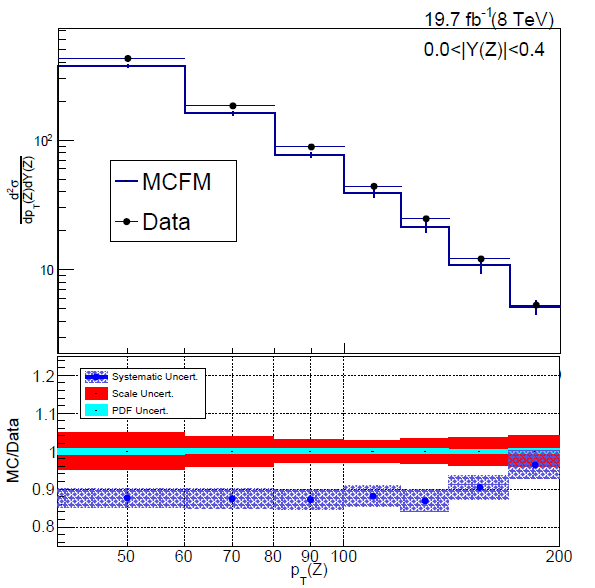 19.7 fb⁻¹(8 TeV)
0.0<|Y(Z)|<0.4
d²σ
dp_T(Z)dY(Z)
10²
10
MCFM
Data
MC/Data
1.2
1.1
1
0.9
0.8
Systematic Uncert.
Scale Uncert.
PDF Uncert.
50 60 70 80 90 100 200
p_T(Z)